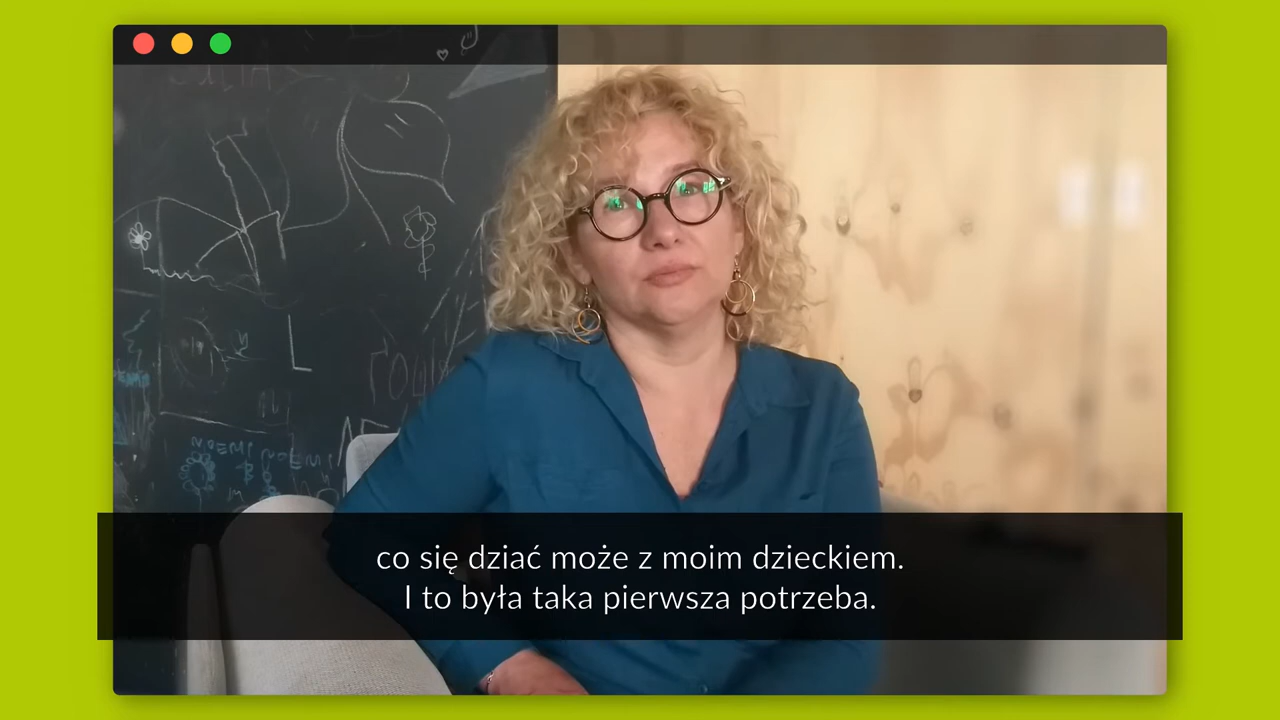 co się dziać może z moim dzieckiem.
I to była taka pierwsza potrzeba.